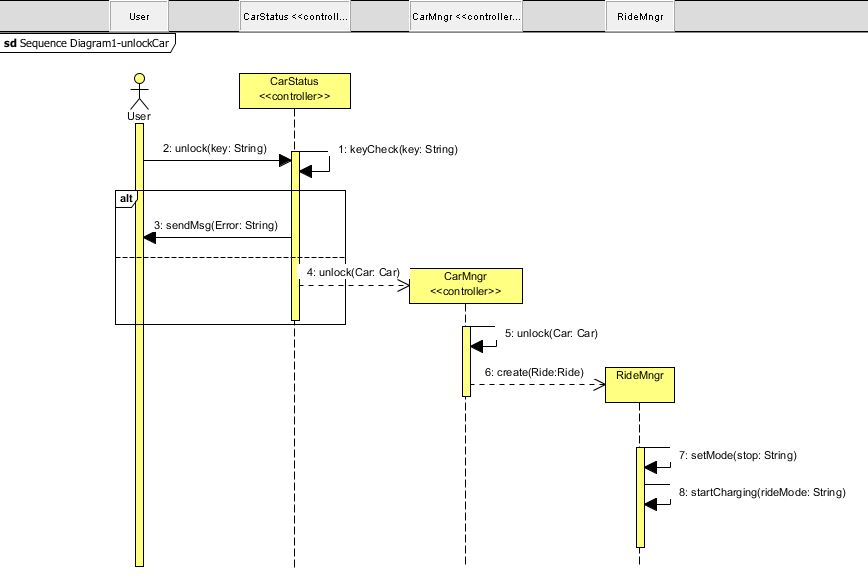 User
CarStatus <<controll...
CarMngr <<controller...
RideMngr
sd Sequence Diagram1-unlockCar
User
CarStatus
<<controller>>
2: unlock(key: String)
1: keyCheck(key: String)
alt
3: sendMsg(Error: String)
4: unlock(Car: Car)
CarMngr
<<controller>>
5: unlock(Car: Car)
6: create(Ride:Ride)
RideMngr
7: setMode(stop: String)
8: startCharging(rideMode: String)